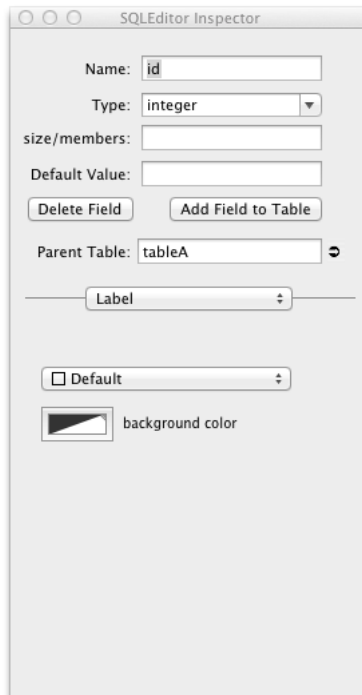 SQLEditor Inspector
Name: id
Type: integer
size/members:
Default Value:
Delete Field Add Field to Table
Parent Table: tableA
Label
Default
background color